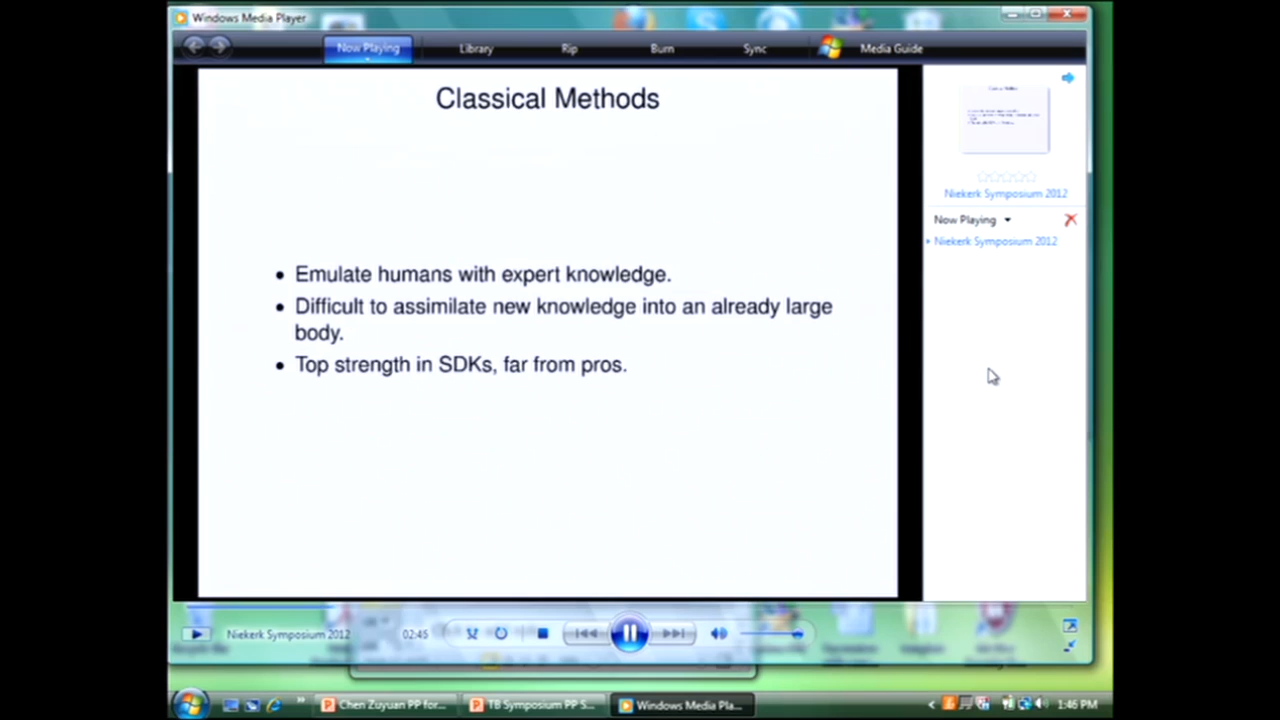 Windows Media Player
Now Playing
Library
Rip
Burn
Sync
Media Guide
Classical Methods
• Emulate humans with expert knowledge.
• Difficult to assimilate new knowledge into an already large
body.
• Top strength in SDKs, far from pros.
Niekerk Symposium 2012
Now Playing
Niekerk Symposium 2012
Niekerk Symposium 2012
02:45
Chen Zuyuan PP for...
TB Symposium PP S...
Windows Media Pla...
1:46 PM